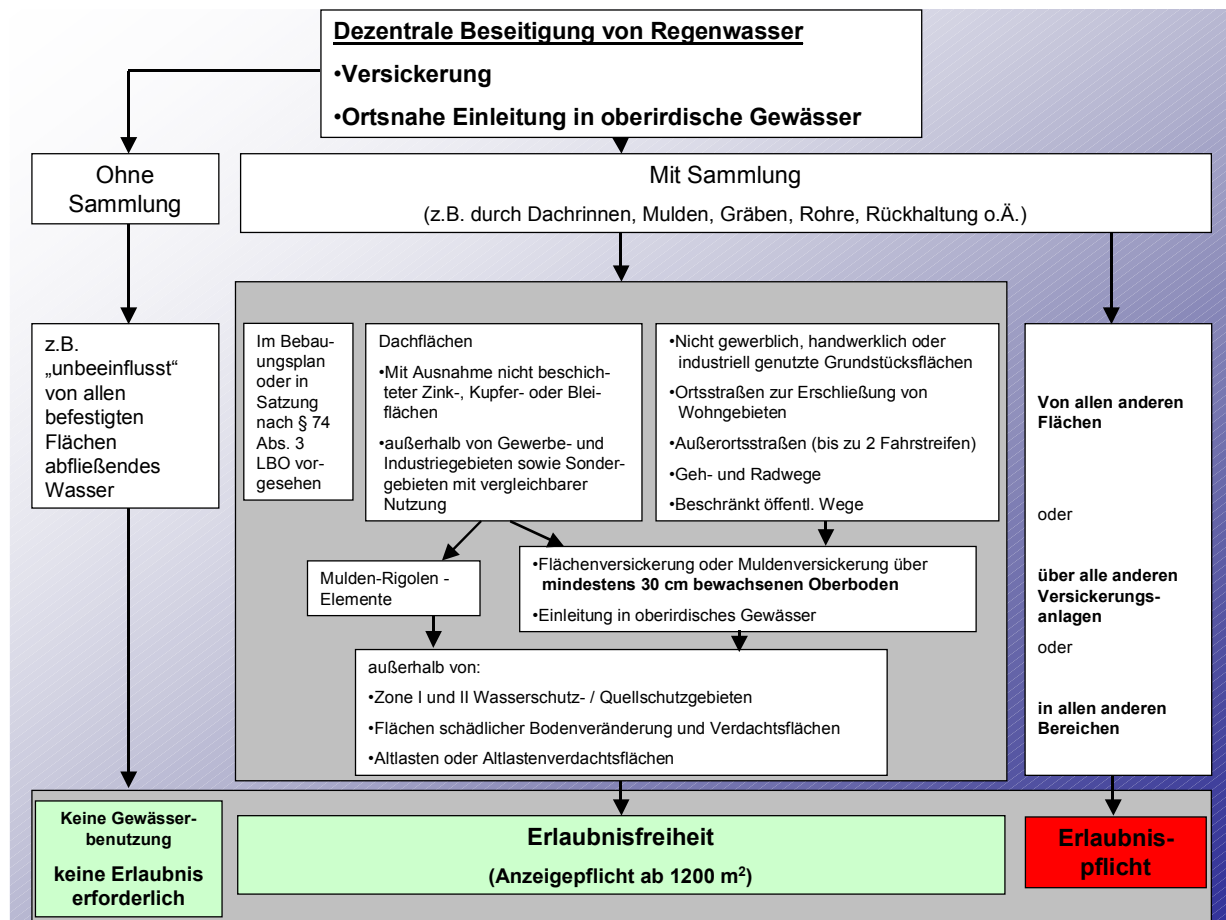 Dezentrale Beseitigung von Regenwasser
•Versickerung
•Ortsnahe Einleitung in oberirdische Gewässer
Ohne
Sammlung
Mit Sammlung
(z.B. durch Dachrinnen, Mulden, Gräben, Rohre, Rückhaltung o.Ä.)
z.B.
„unbeeinflusst“
von allen
befestigten
Flächen
abfließendes
Wasser
Im Bebau-
ungsplan
oder in
Satzung
nach § 74
Abs. 3
LBO vor-
gesehen
Dachflächen
•Mit Ausnahme nicht beschich-
teter Zink-, Kupfer- oder Blei-
flächen
•außerhalb von Gewerbe- und
Industriegebieten sowie Sonder-
gebieten mit vergleichbarer
Nutzung
•Nicht gewerblich, handwerklich oder
industriell genutzte Grundstücksflächen
•Ortsstraßen zur Erschließung von
Wohngebieten
•Außerortsstraßen (bis zu 2 Fahrstreifen)
•Geh- und Radwege
•Beschränkt öffentl. Wege
Mulden-Rigolen -
Elemente
•Flächenversickerung oder Muldenversickerung über
mindestens 30 cm bewachsenen Oberboden
•Einleitung in oberirdisches Gewässer
außerhalb von:
•Zone I und II Wasserschutz- / Quellschutzgebieten
•Flächen schädlicher Bodenveränderung und Verdachtsflächen
•Altlasten oder Altlastenverdachtsflächen
Von allen anderen
Flächen
oder
über alle anderen
Versickerungs-
anlagen
oder
in allen anderen
Bereichen
Keine Gewässer-
benutzung
keine Erlaubnis
erforderlich
Erlaubnisfreiheit
(Anzeigepflicht ab 1200 m²)
Erlaubnis-
pflicht